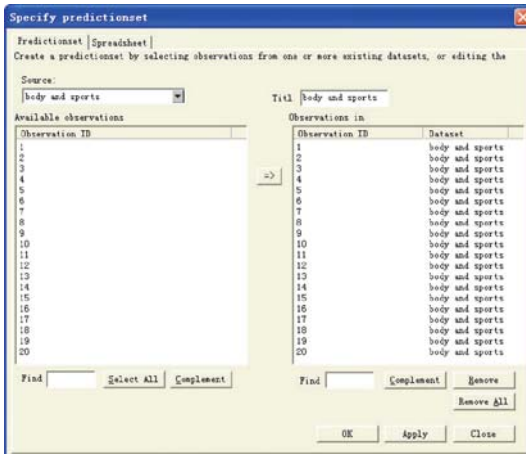 Specify predictionset
Predictionset Spreadsheet
Create a predictionset by selecting observations from one or more existing datasets, or editing the
Source:
body and sports
Titl body and sports
Available observations
Observations in
Observation ID
Observation ID Dataset
=>
1
2
3
4
5
6
7
8
9
10
11
12
13
14
15
16
17
18
19
20
1 body and sports
2 body and sports
3 body and sports
4 body and sports
5 body and sports
6 body and sports
7 body and sports
8 body and sports
9 body and sports
10 body and sports
11 body and sports
12 body and sports
13 body and sports
14 body and sports
15 body and sports
16 body and sports
17 body and sports
18 body and sports
19 body and sports
20 body and sports
Find Select All Complement
Find Complement Remove
Remove All
OK Apply Close